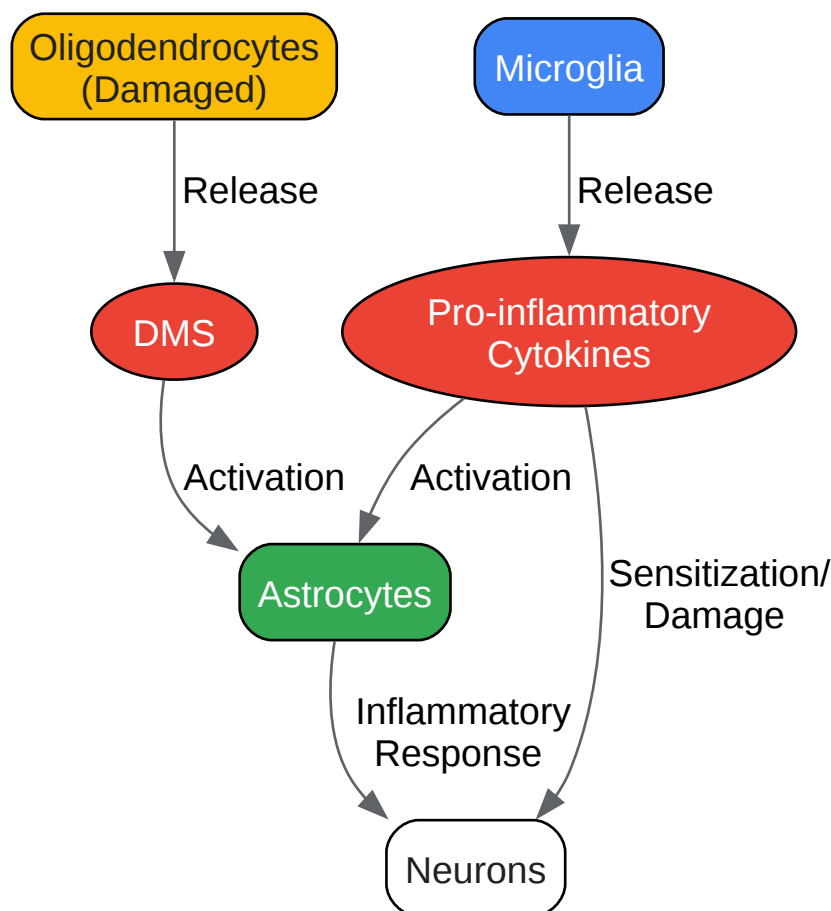 Oligodendrocytes
(Damaged)
Microglia
Release
Release
DMS
Pro-inflammatory
Cytokines
Activation
Activation
Astrocytes
Sensitization/
Damage
Inflammatory
Response
Neurons